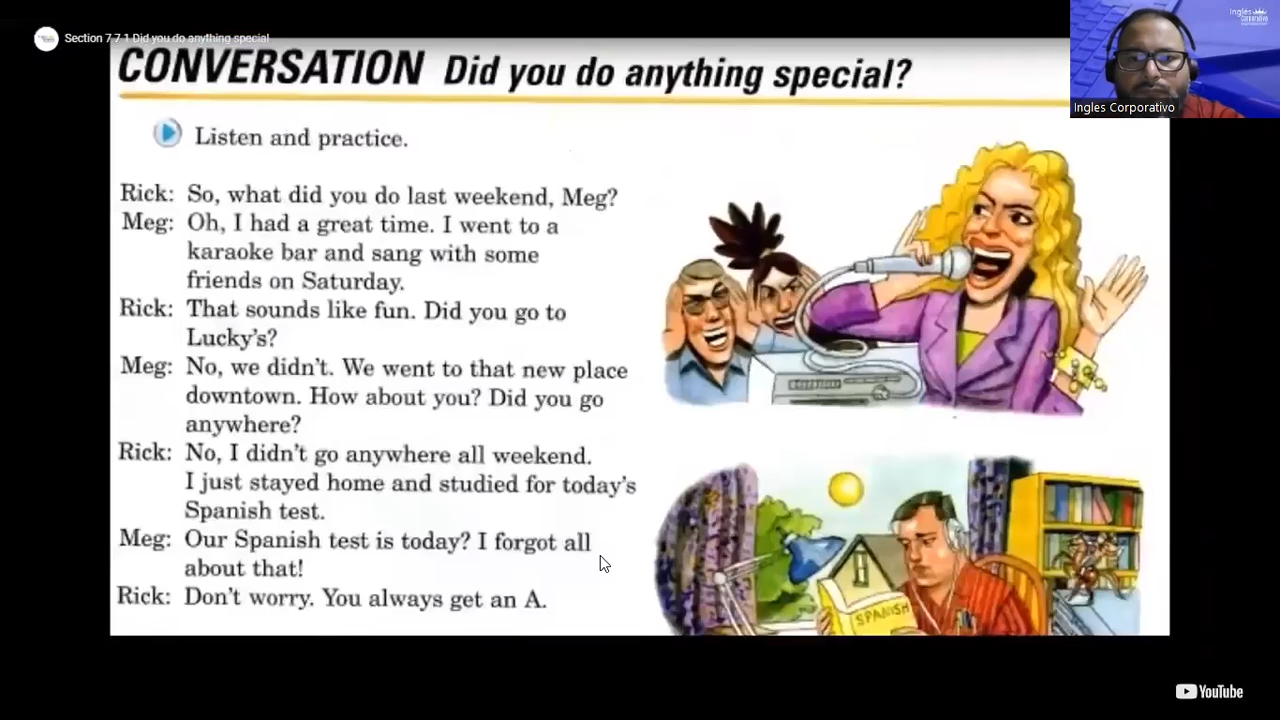 Section 7 7 1 Did you do anything special
CONVERSATION Did you do anything special?
Listen and practice.
Rick: So, what did you do last weekend, Meg?
Meg: Oh, I had a great time. I went to a
karaoke bar and sang with some
friends on Saturday.
Rick: That sounds like fun. Did you go to
Lucky's?
Meg: No, we didn't. We went to that new place
downtown. How about you? Did you go
anywhere?
Rick: No, I didn't go anywhere all weekend.
I just stayed home and studied for today's
Spanish test.
Meg: Our Spanish test is today? I forgot all
about that!
Rick: Don't worry. You always get an A.
SPANISH
Inglés
Corporativo
Ingles Corporativo
YouTube